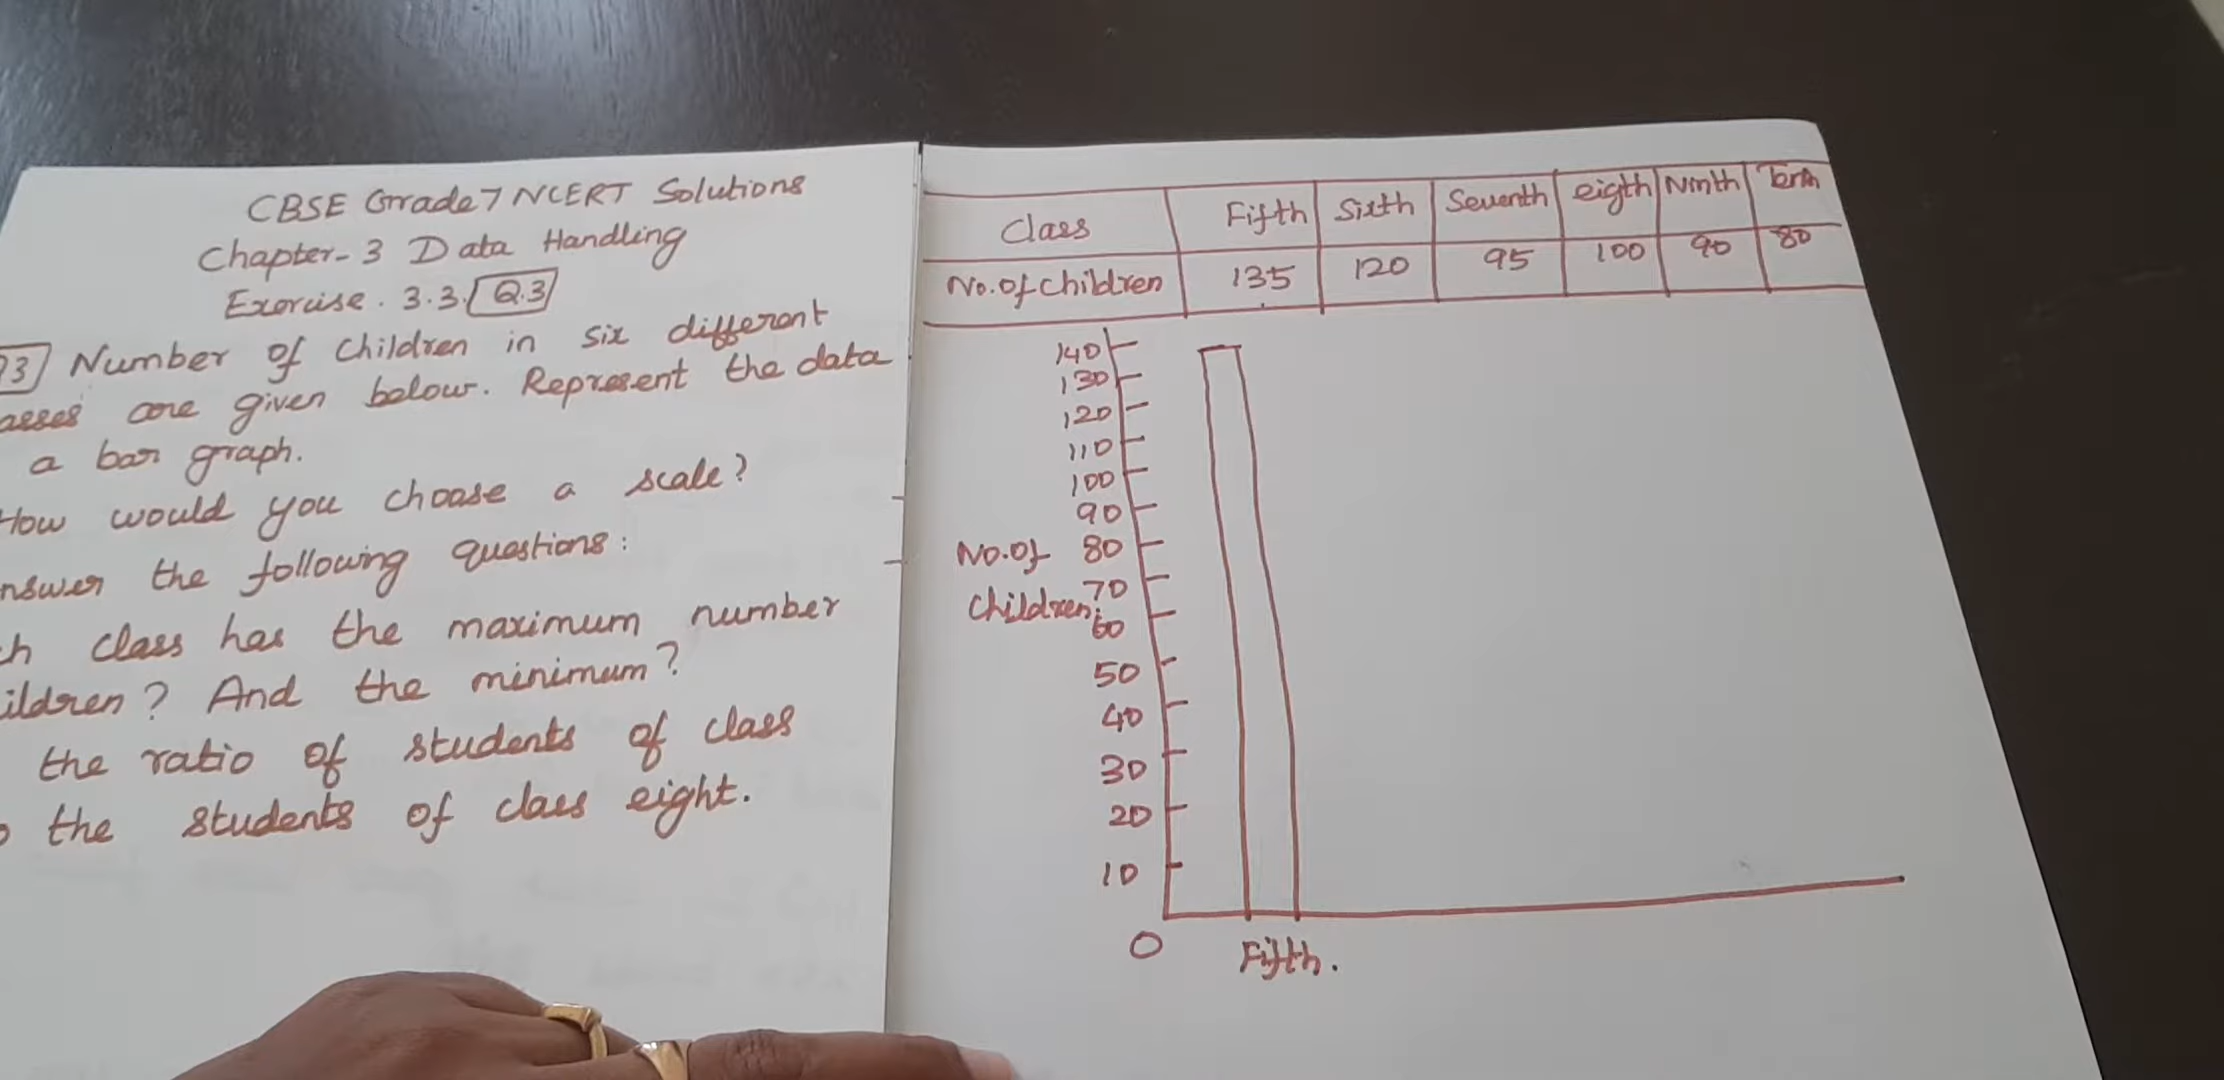 CBSE Grade 7 NCERT Solutions
Chapter-3 Data Handling
Exercise. 3.3. Q.3
Number of Children in six different
are given below. Represent the data
a bar graph.
How would you choose a scale?
the following questions:
class has the maximum number
And the minimum?
the ratio of students of class
the students of class eight.
Class Fifth Sixth Seventh eigth Ninth Tenth
No.of children 135 120 95 100 90 80
140
130
120
110
100
90
No.of 80
70
Children:
60
50
40
30
20
10
0
Fifth.